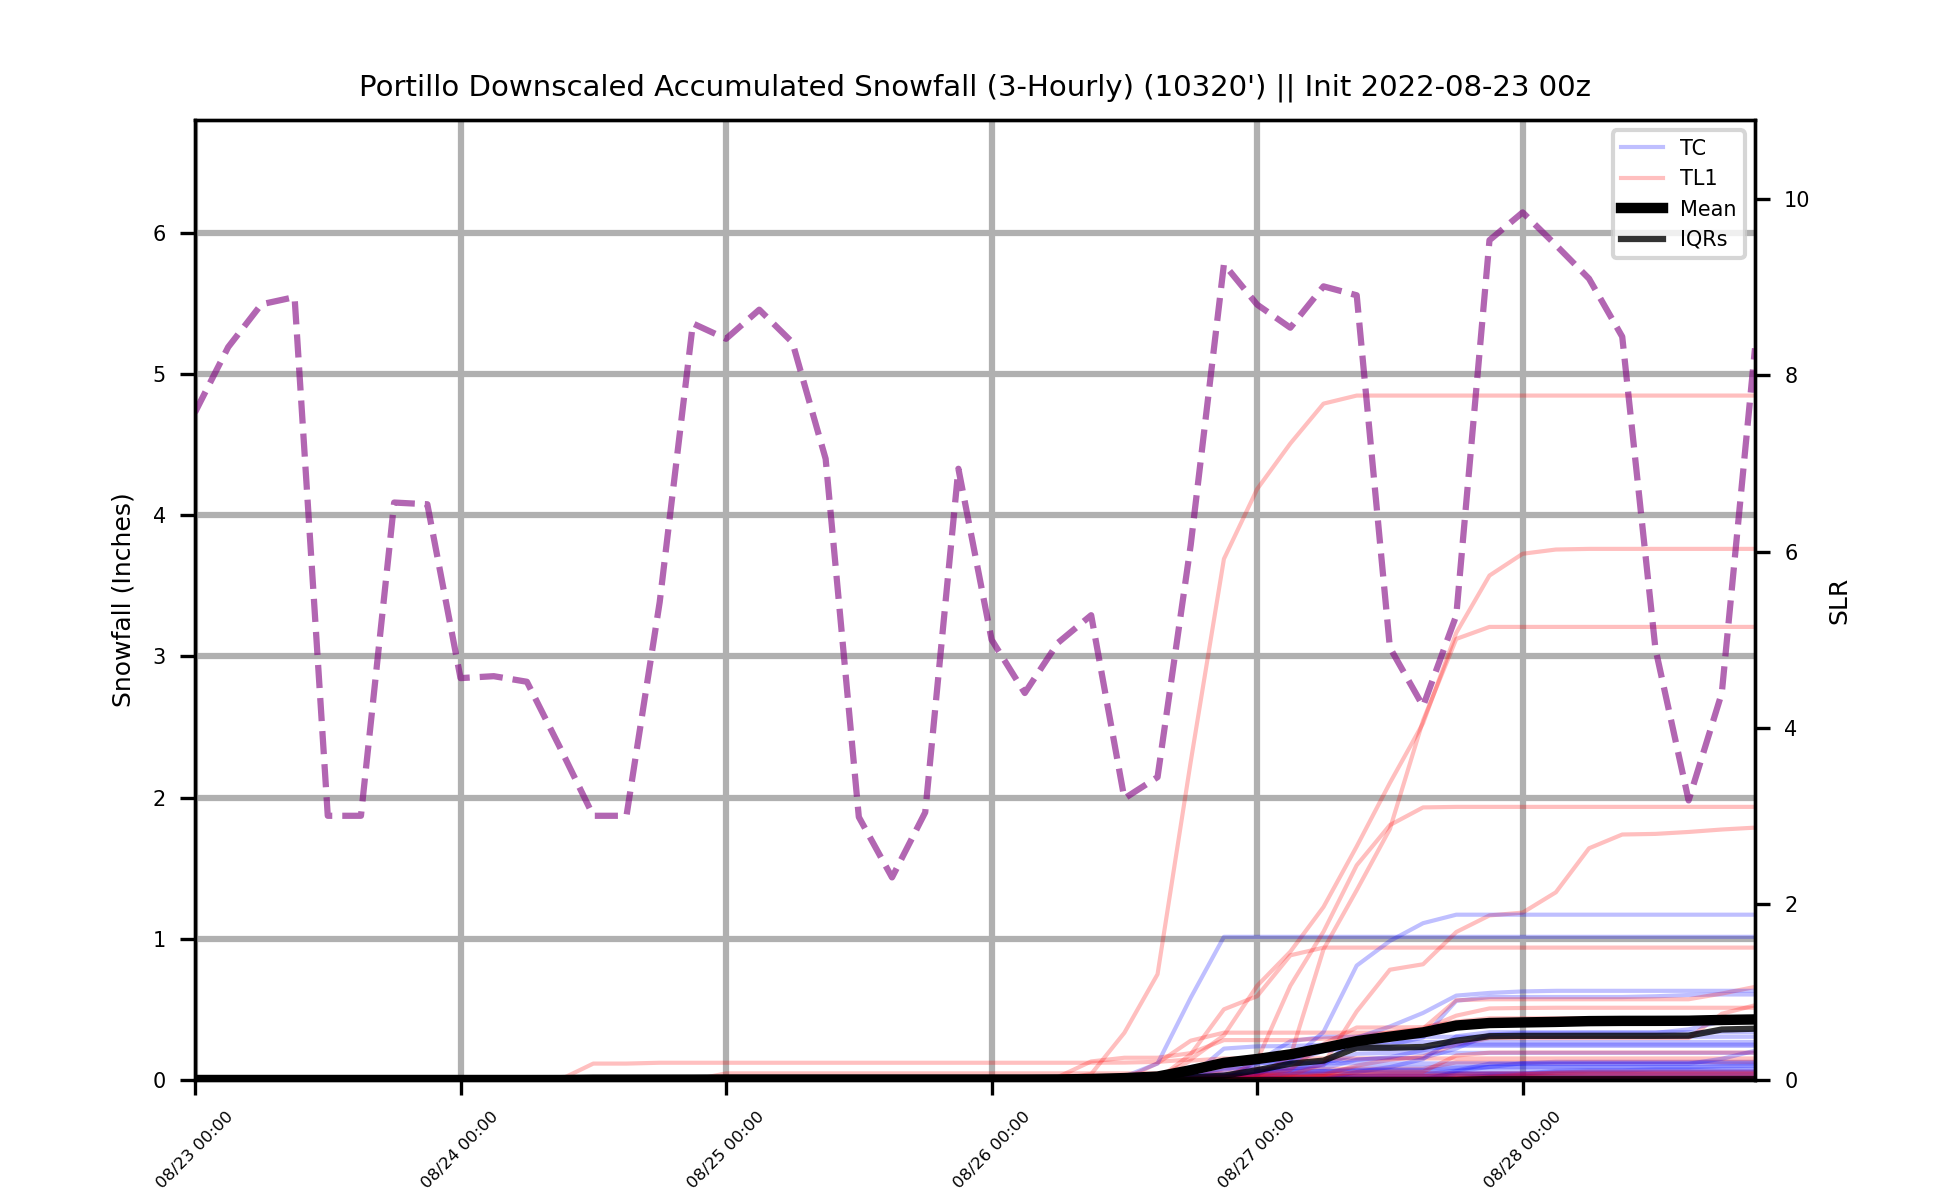 Portillo Downscaled Accumulated Snowfall (3-Hourly) (10320') || Init 2022-08-23 00z
TC
TL1
Mean
IQRs
Snowfall (Inches)
6
5
4
3
2
1
0
SLR
10
8
6
4
2
0
08/23 00:00
08/24 00:00
08/25 00:00
08/26 00:00
08/27 00:00
08/28 00:00